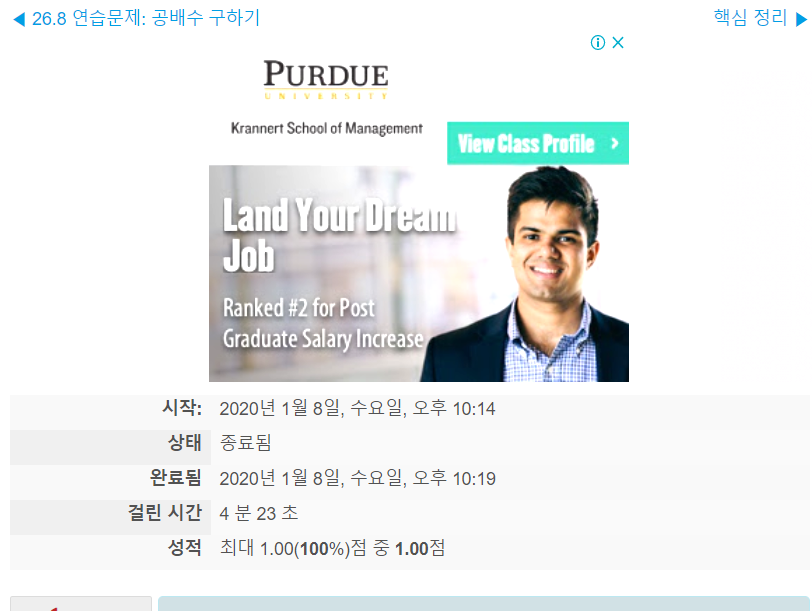 ◀ 26.8 연습문제: 공배수 구하기
핵심 정리 ▶
PURDUE
UNIVERSITY
Krannert School of Management
View Class Profile >
Land Your Dream
Job
Ranked #2 for Post
Graduate Salary Increase
시작: 2020년 1월 8일, 수요일, 오후 10:14
상태 종료됨
완료됨 2020년 1월 8일, 수요일, 오후 10:19
걸린 시간 4 분 23 초
성적 최대 1.00(100%)점 중 1.00점